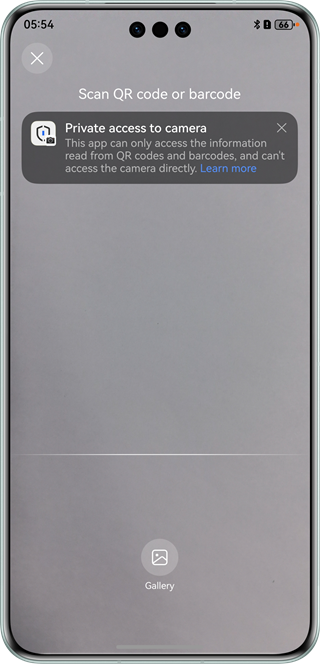 05:54
66
Scan QR code or barcode
Private access to camera
This app can only access the information
read from QR codes and barcodes, and can't
access the camera directly. Learn more
Gallery